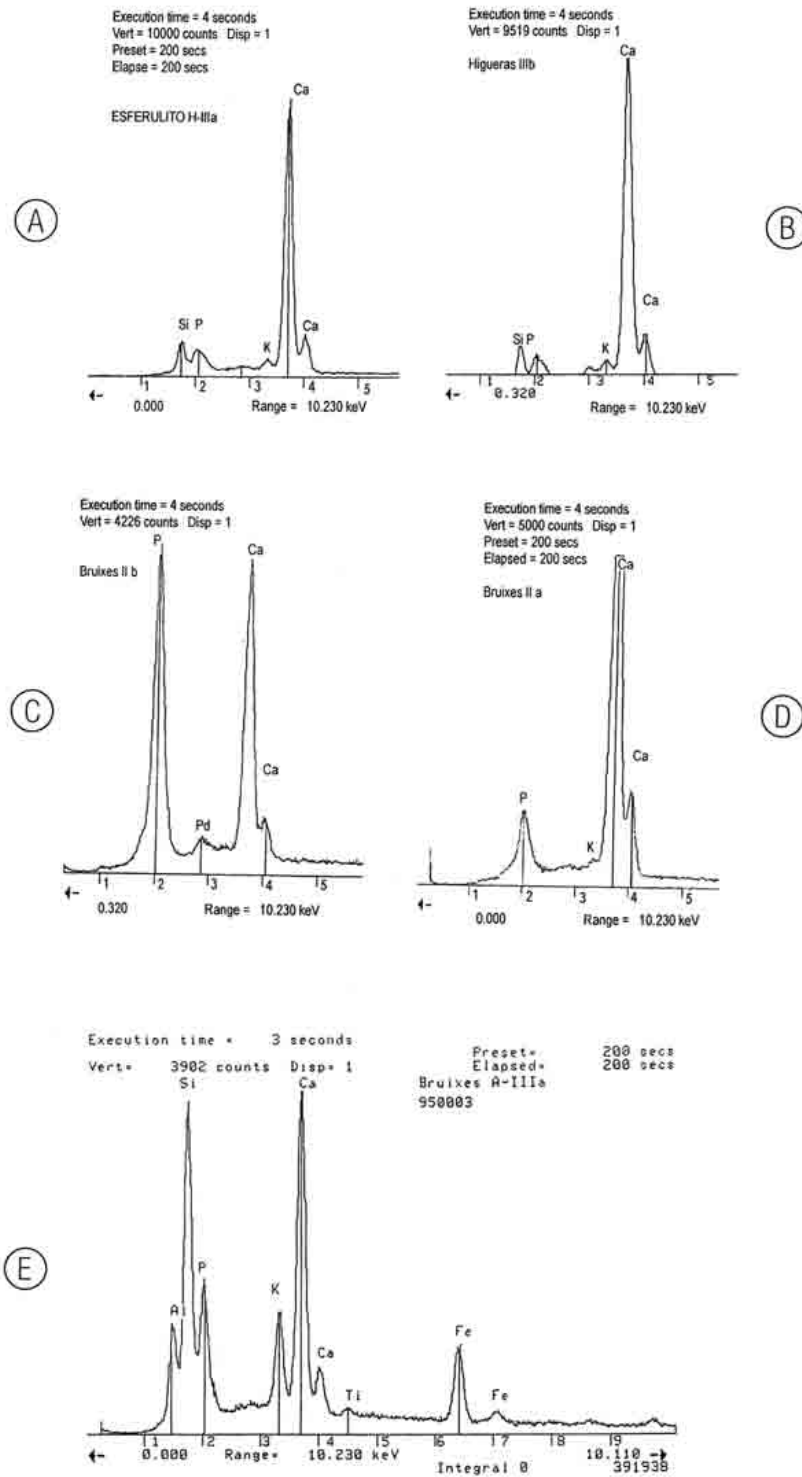 Execution time = 4 seconds
Vert = 10000 counts Disp = 1
Preset = 200 secs
Elapse = 200 secs
ESFERULITO H-IIIa
Ca
Si P
K
Ca
1 2 3 4 5
0.000 Range = 10.230 keV
A
Execution time = 4 seconds
Vert = 9519 counts Disp = 1
Higueras IIIb
Ca
Ca
Si P
K
1 2 3 4 5
0.320 Range = 10.230 keV
B
Execution time = 4 seconds
Vert = 4226 counts Disp = 1
P
Ca
Bruixes II b
Ca
Pd
1 2 3 4 5
0.320 Range = 10.230 keV
C
Execution time = 4 seconds
Vert = 5000 counts Disp = 1
Preset = 200 secs
Elapsed = 200 secs
Ca
Bruixes II a
Ca
P
K
1 2 3 4 5
0.000 Range = 10.230 keV
D
Execution time = 3 seconds
Vert= 3902 counts Disp= 1
Preset= 200 secs
Elapsed= 200 secs
Si Ca
Bruixes A-IIIa
950003
P
K
Al
Fe
Ca
Ti
Fe
1 2 3 4 5 6 7 8 9
0.000 Range= 10.230 keV 10.110
Integral 0 391938
E